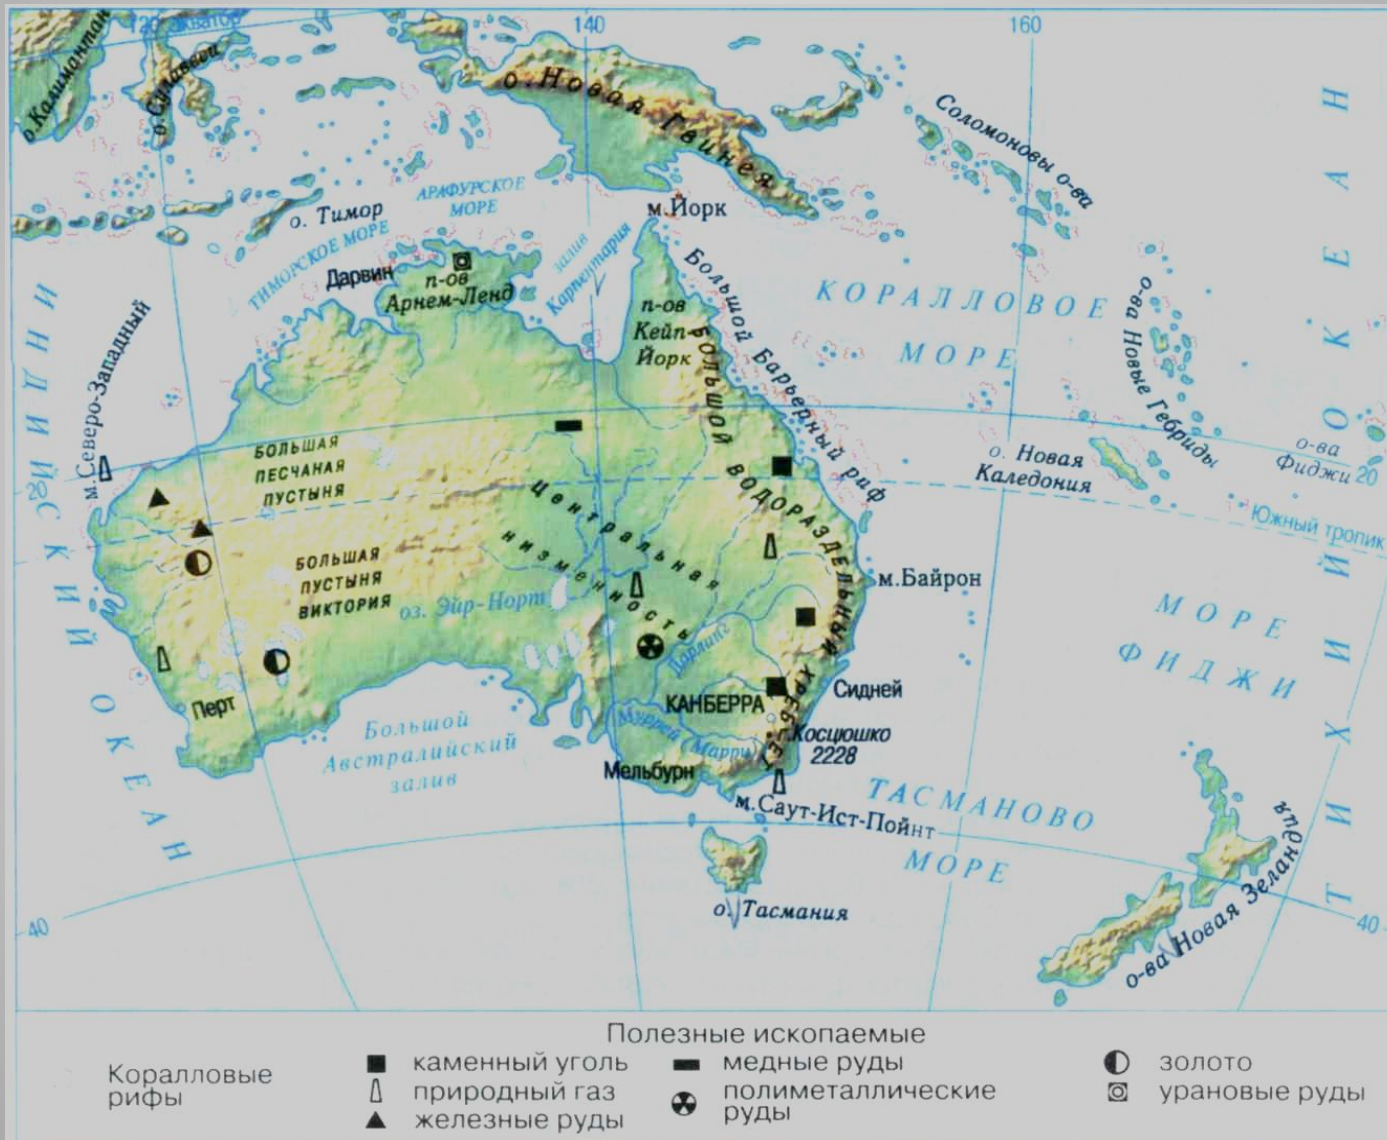 120
экватор
140
160
о.Калимантан
о.Сулавеси
о. Новая Гвинея
Соломоновы о-ва
ТИХИЙ ОКЕАН
АРАФУРСКОЕ
МОРЕ
о. Тимор
м.Йорк
ТИМОРСКОЕ МОРЕ
залив
Карпентария
Дарвин
п-ов
Арнем-Ленд
п-ов
Кейп-
Йорк
Большой Барьерный риф
КОРАЛЛОВОЕ
МОРЕ
о-ва Новые Гебриды
ИНДИЙСКИЙ ОКЕАН
м.Северо-Западный
БОЛЬШОЙ ВОДОРАЗДЕЛЬНЫЙ ХРЕБЕТ
БОЛЬШАЯ
ПЕСЧАНАЯ
ПУСТЫНЯ
о. Новая
Каледония
о-ва
Фиджи
20
20
Южный тропик
Центральная
низменность
БОЛЬШАЯ
ПУСТЫНЯ
ВИКТОРИЯ
оз. Эйр-Норт
м.Байрон
МОРЕ
ФИДЖИ
Дарлинг
Перт
КАНБЕРРА
Сидней
Большой
Австралийский
залив
Муррей (Марри)
г.Косцюшко
2228
Мельбурн
м.Саут-Ист-Пойнт
ТАСМАНОВО
МОРЕ
о. Тасмания
о-ва Новая Зеландия
40
40
Полезные ископаемые
Коралловые
рифы
каменный уголь
природный газ
железные руды
медные руды
полиметаллические
руды
золото
урановые руды